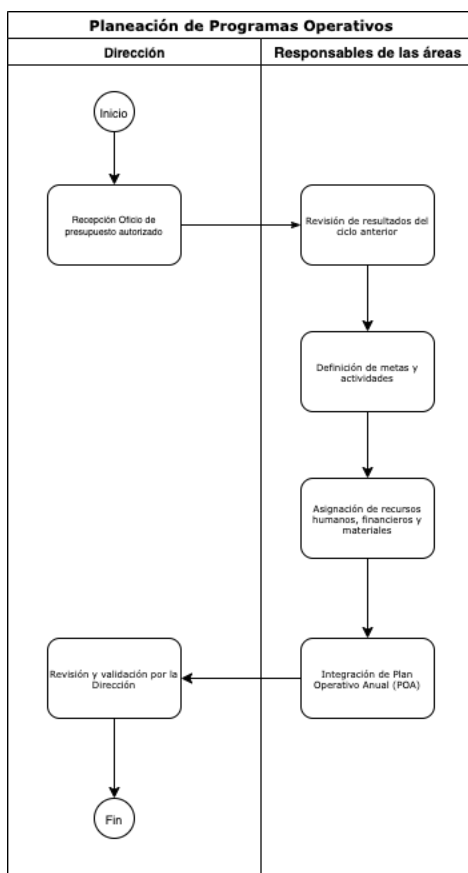 Planeación de Programas Operativos
Dirección
Responsables de las áreas
Inicio
Recepción Oficio de
presupuesto autorizado
Revisión de resultados del
ciclo anterior
Definición de metas y
actividades
Asignación de recursos
humanos, financieros y
materiales
Integración de Plan
Operativo Anual (POA)
Revisión y validación por la
Dirección
Fin